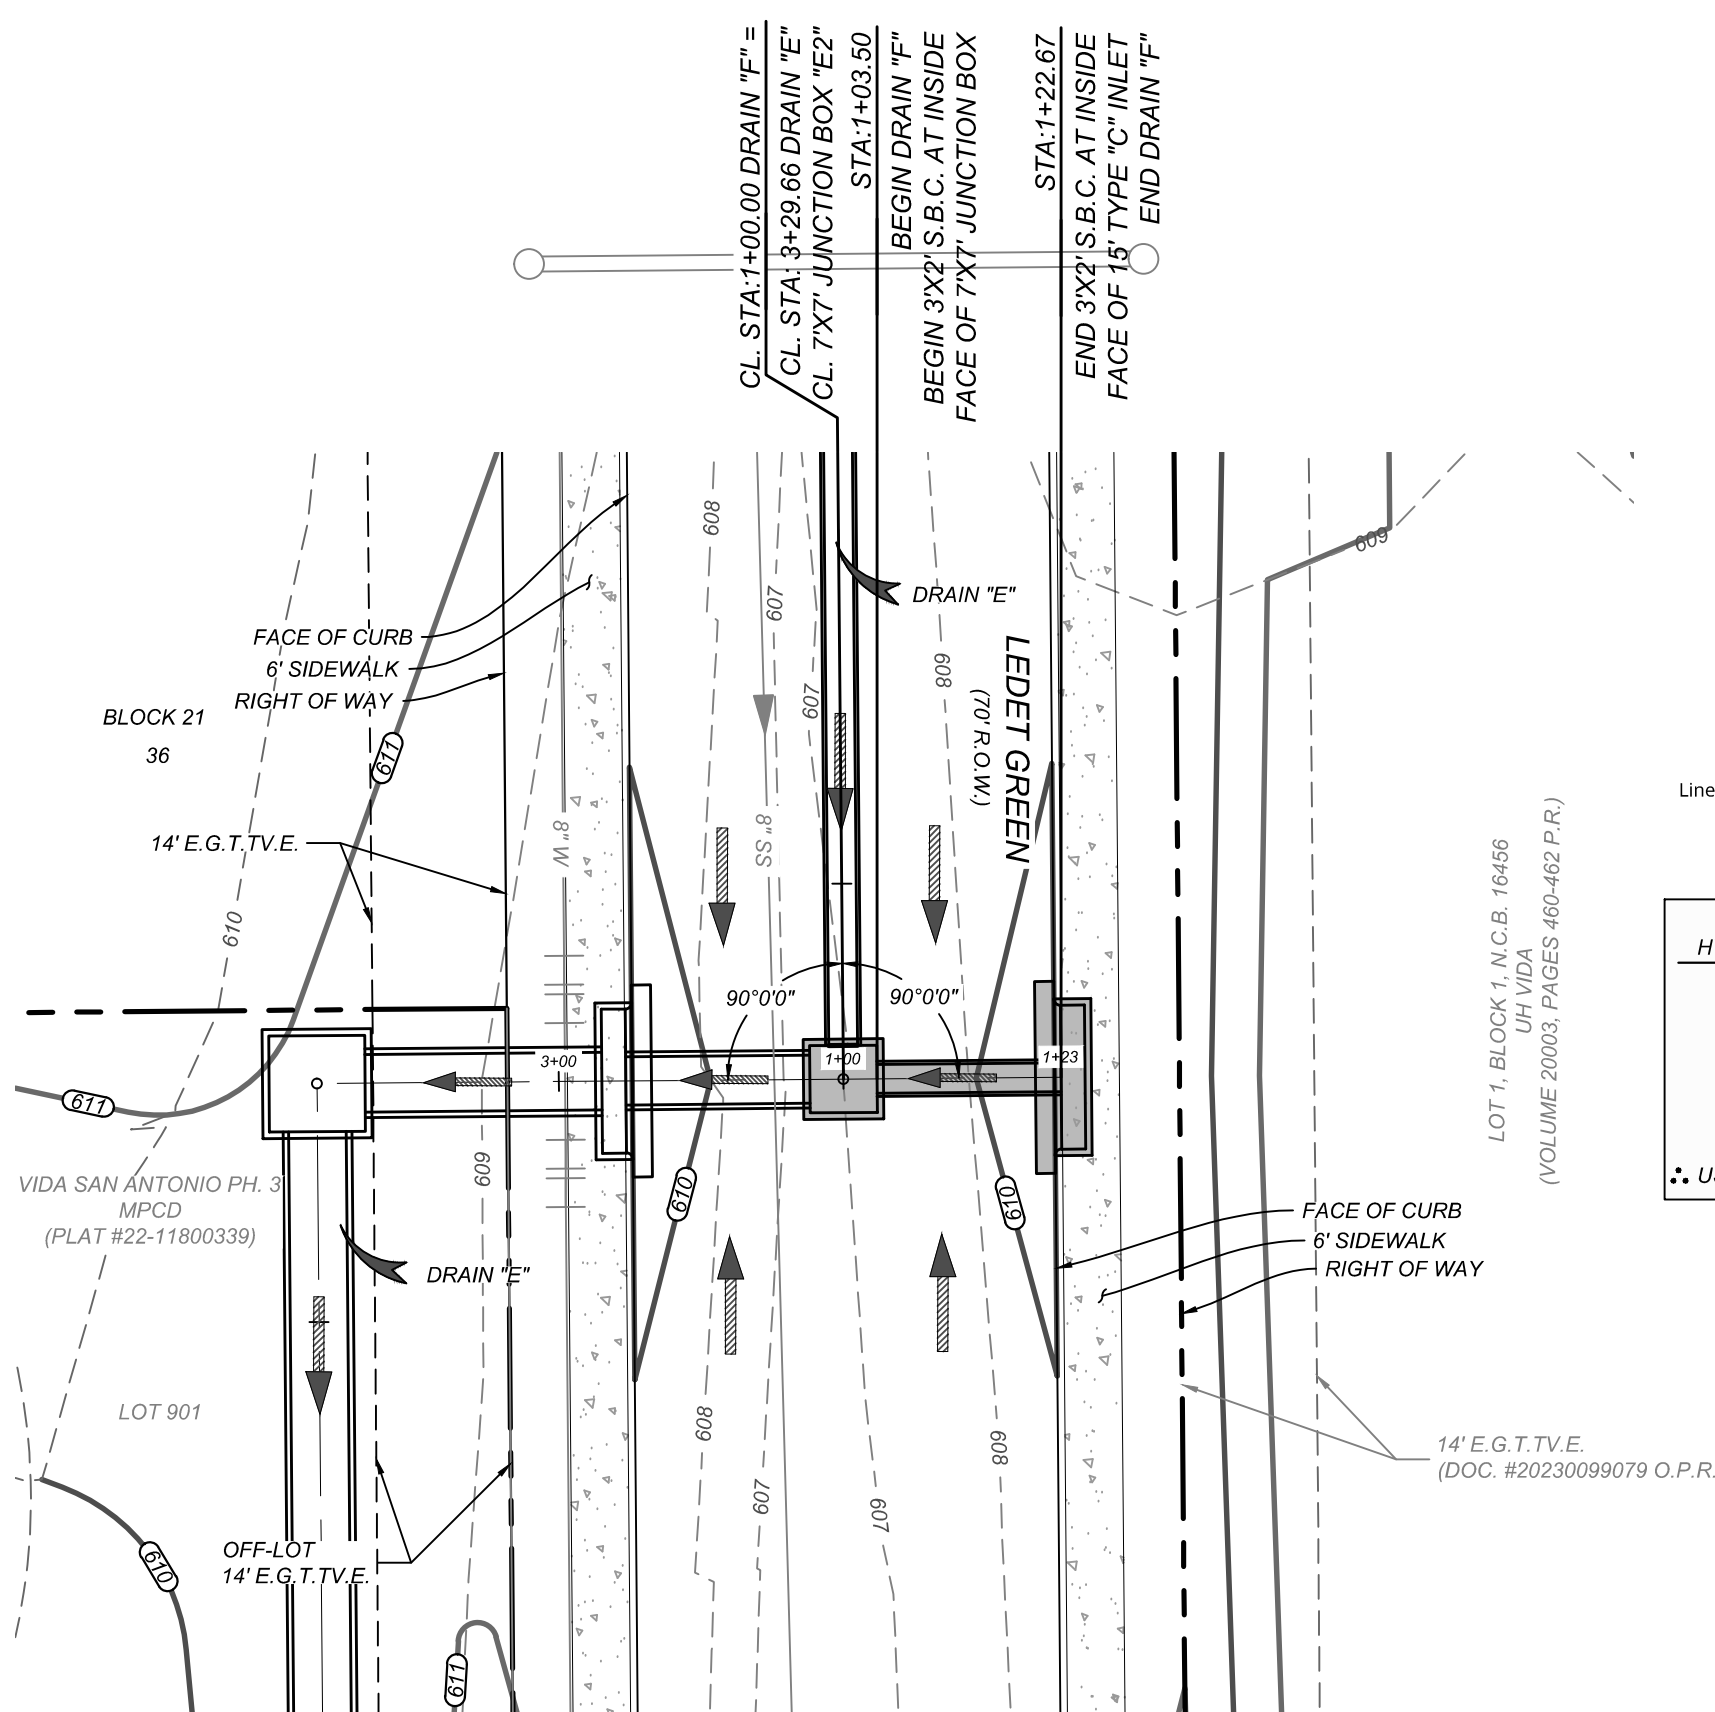 CL. STA:1+00.00 DRAIN "F" =
CL. STA: 3+29.66 DRAIN "E"
CL. 7'X7' JUNCTION BOX "E2"
STA:1+03.50
BEGIN DRAIN "F"
BEGIN 3'X2' S.B.C. AT INSIDE
FACE OF 7'X7' JUNCTION BOX
STA:1+22.67
END 3'X2' S.B.C. AT INSIDE
FACE OF 15' TYPE "C" INLET
END DRAIN "F"
608
609
607
DRAIN "E"
FACE OF CURB
6' SIDEWALK
RIGHT OF WAY
608
LEDET GREEN
(70' R.O.W.)
607
BLOCK 21
36
611
Line
14' E.G.T.TV.E.
8" W
8" SS
610
LOT 1, BLOCK 1, N.C.B. 16456
UH VIDA
(VOLUME 20003, PAGES 460-462 P.R.)
H
90°0'0"
90°0'0"
3+00
1+00
1+23
611
609
610
610
VIDA SAN ANTONIO PH. 3
MPCD
(PLAT #22-11800339)
FACE OF CURB
6' SIDEWALK
RIGHT OF WAY
DRAIN "E"
LOT 901
608
608
607
607
14' E.G.T.TV.E.
(DOC. #20230099079 O.P.R.
OFF-LOT
14' E.G.T.TV.E.
610
611